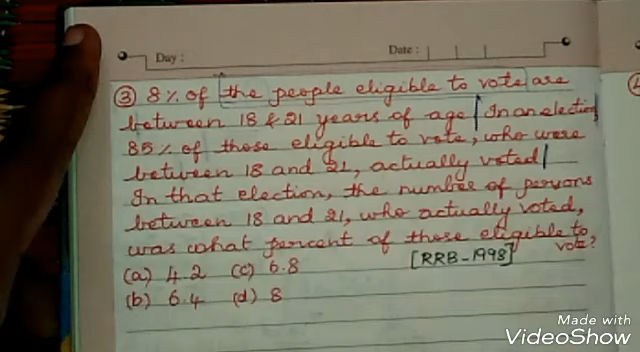 Day :
Date :
③ 8% of the people eligible to vote are
between 18 & 21 years of age In an election
85% of those eligible to vote, who were
between 18 and 21, actually voted
In that election, the number of persons
between 18 and 21, who actually voted,
was what percent of those eligible to
vote?
(a) 4.2 (c) 6.8
[RRB-1998]
(b) 6.4 (d) 8
Made with
VideoShow